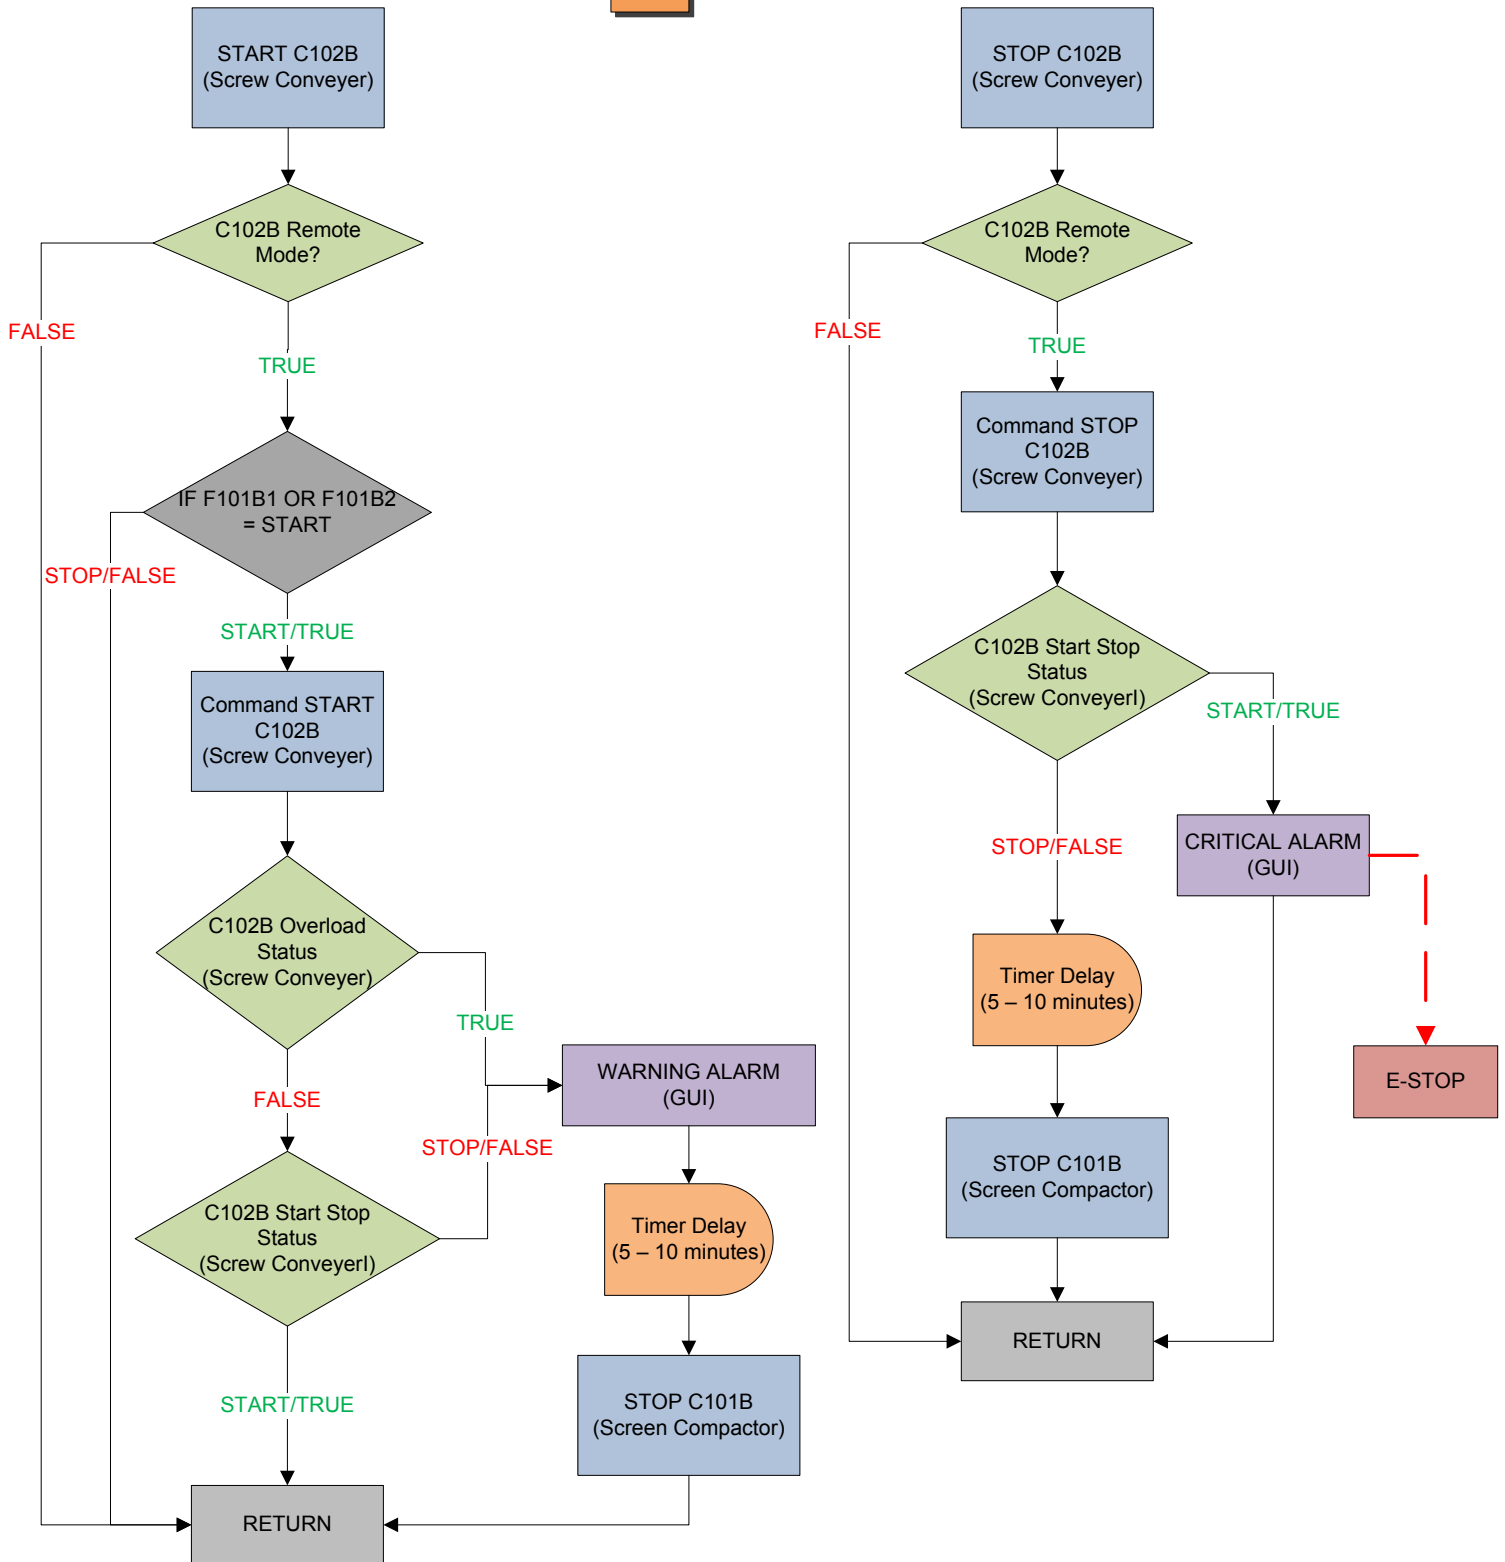 START C102B
(Screw Conveyer)
C102B Remote
Mode?
FALSE
TRUE
IF F101B1 OR F101B2
= START
STOP/FALSE
START/TRUE
Command START
C102B
(Screw Conveyer)
C102B Overload
Status
(Screw Conveyer)
TRUE
FALSE
WARNING ALARM
(GUI)
STOP/FALSE
C102B Start Stop
Status
(Screw ConveyerI)
Timer Delay
(5 – 10 minutes)
START/TRUE
STOP C101B
(Screen Compactor)
RETURN
STOP C102B
(Screw Conveyer)
C102B Remote
Mode?
FALSE
TRUE
Command STOP
C102B
(Screw Conveyer)
C102B Start Stop
Status
(Screw ConveyerI)
START/TRUE
STOP/FALSE
CRITICAL ALARM
(GUI)
Timer Delay
(5 – 10 minutes)
E-STOP
STOP C101B
(Screen Compactor)
RETURN